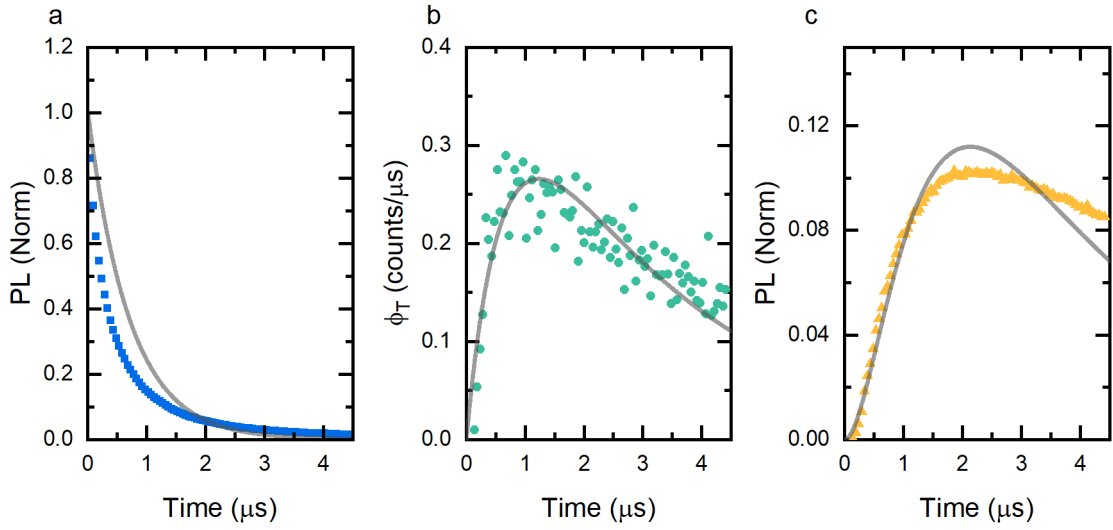 a
b
c
1.2
1.0
0.8
0.6
0.4
0.2
0.0
PL (Norm)
0 1 2 3 4
Time (μs)
0.4
0.3
0.2
0.1
0.0
ϕT (counts/μs)
0 1 2 3 4
Time (μs)
0.12
0.08
0.04
0.00
PL (Norm)
0 1 2 3 4
Time (μs)